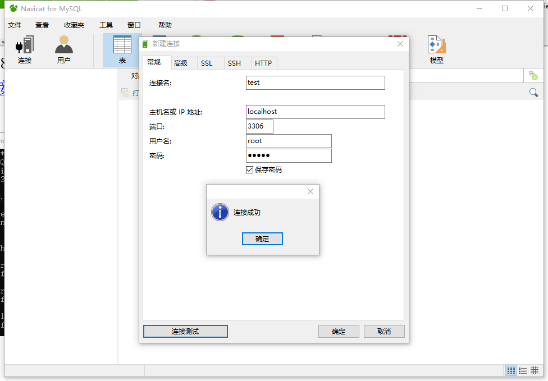 Navicat for MySQL
文件 查看 收藏夹 工具 窗口 帮助
连接 用户 表 模型
新建连接
常规 高级 SSL SSH HTTP
连接名: test
主机名或 IP 地址: localhost
端口: 3306
用户名: root
密码: ●●●●●
保存密码
连接成功
确定
连接测试 确定 取消